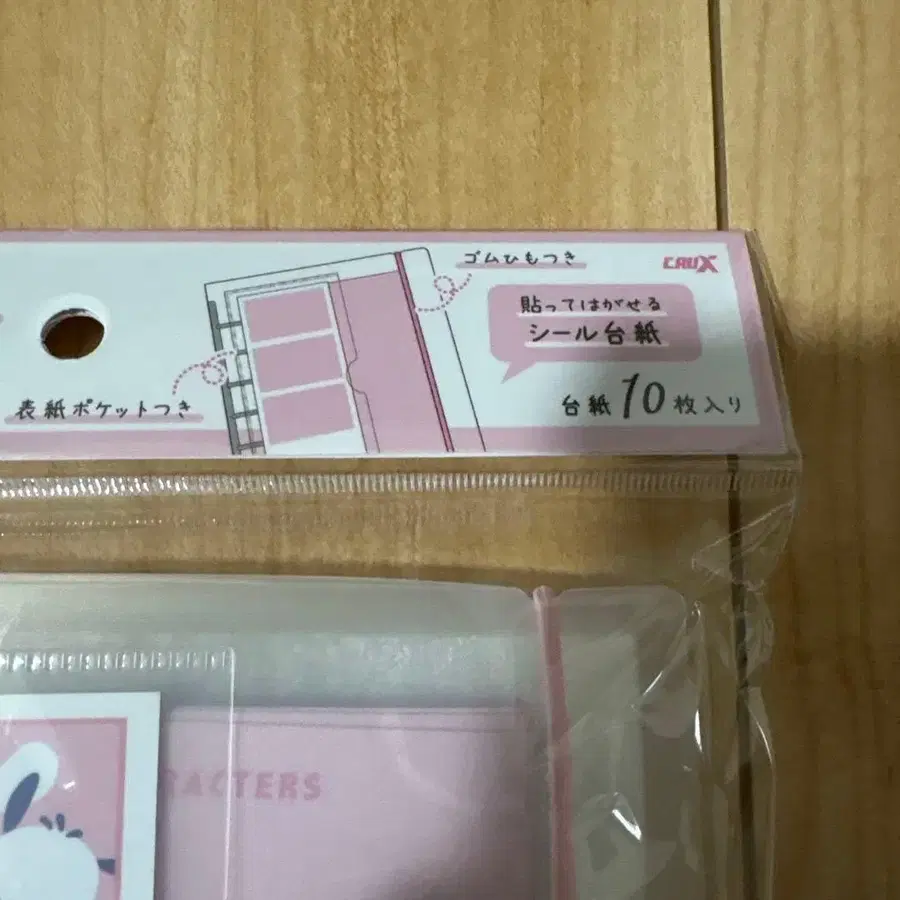 ゴムひもつき
CRUX
貼ってはがせる
シール台紙
表紙ポケットつき
台紙10枚入り
RACTERS